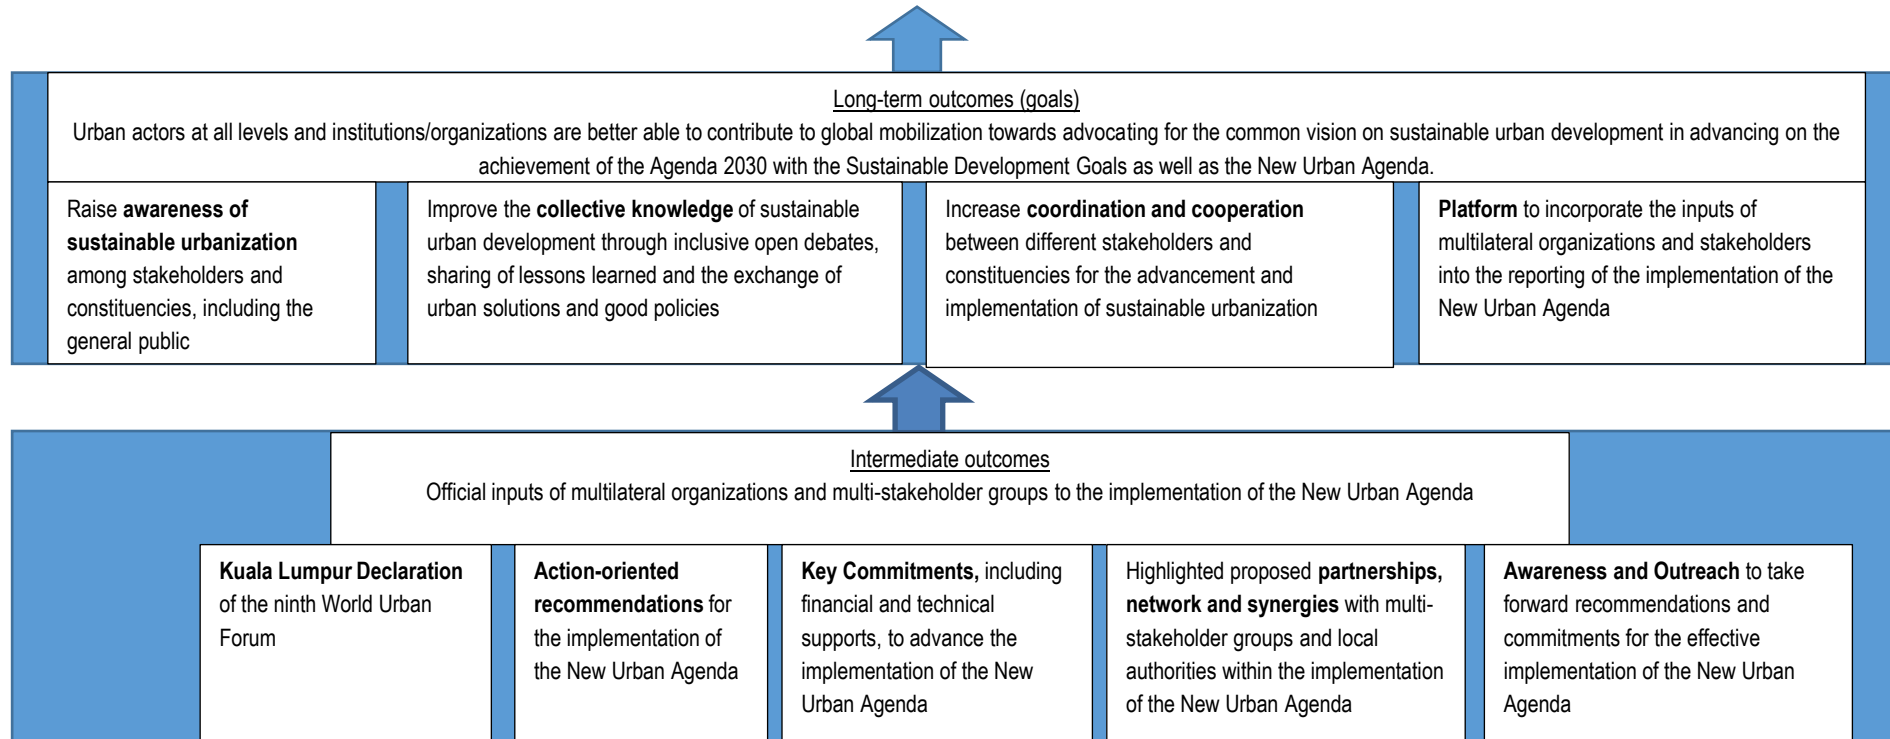 Long-term outcomes (goals)
Urban actors at all levels and institutions/organizations are better able to contribute to global mobilization towards advocating for the common vision on sustainable urban development in advancing on the
achievement of the Agenda 2030 with the Sustainable Development Goals as well as the New Urban Agenda.
Raise awareness of
sustainable urbanization
among stakeholders and
constituencies, including the
general public
Improve the collective knowledge of sustainable
urban development through inclusive open debates,
sharing of lessons learned and the exchange of
urban solutions and good policies
Increase coordination and cooperation
between different stakeholders and
constituencies for the advancement and
implementation of sustainable urbanization
Platform to incorporate the inputs of
multilateral organizations and stakeholders
into the reporting of the implementation of the
New Urban Agenda
Intermediate outcomes
Official inputs of multilateral organizations and multi-stakeholder groups to the implementation of the New Urban Agenda
Kuala Lumpur Declaration
of the ninth World Urban
Forum
Action-oriented
recommendations for
the implementation of
the New Urban Agenda
Key Commitments, including
financial and technical
supports, to advance the
implementation of the New
Urban Agenda
Highlighted proposed partnerships,
network and synergies with multi-
stakeholder groups and local
authorities within the implementation
of the New Urban Agenda
Awareness and Outreach to take
forward recommendations and
commitments for the effective
implementation of the New Urban
Agenda